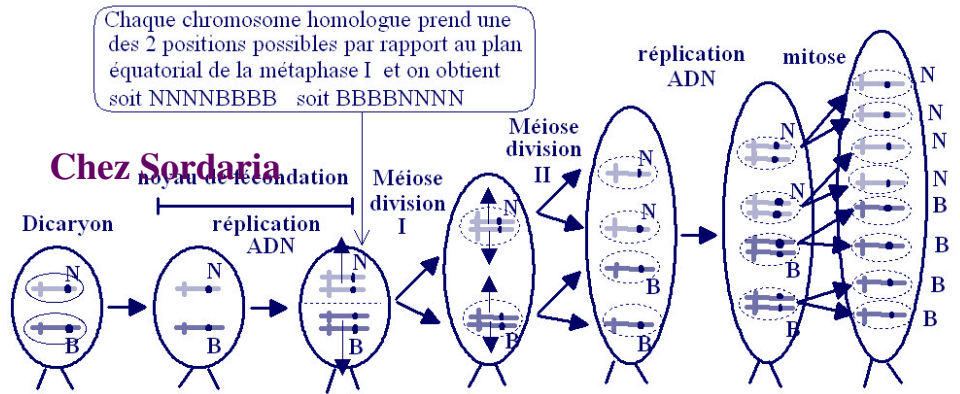 Chaque chromosome homologue prend une
des 2 positions possibles par rapport au plan
équatorial de la métaphase I et on obtient
soit NNNNBBBB soit BBBBNNNN
Chez Sordaria
noyau de fécondation
Dicaryon
réplication
ADN
Méiose
division
I
Méiose
division
II
réplication
ADN
mitose
N
B
N
B
N
B
N
B
N
N
B
B
N
N
B
B
N
N
N
N
B
B
B
B